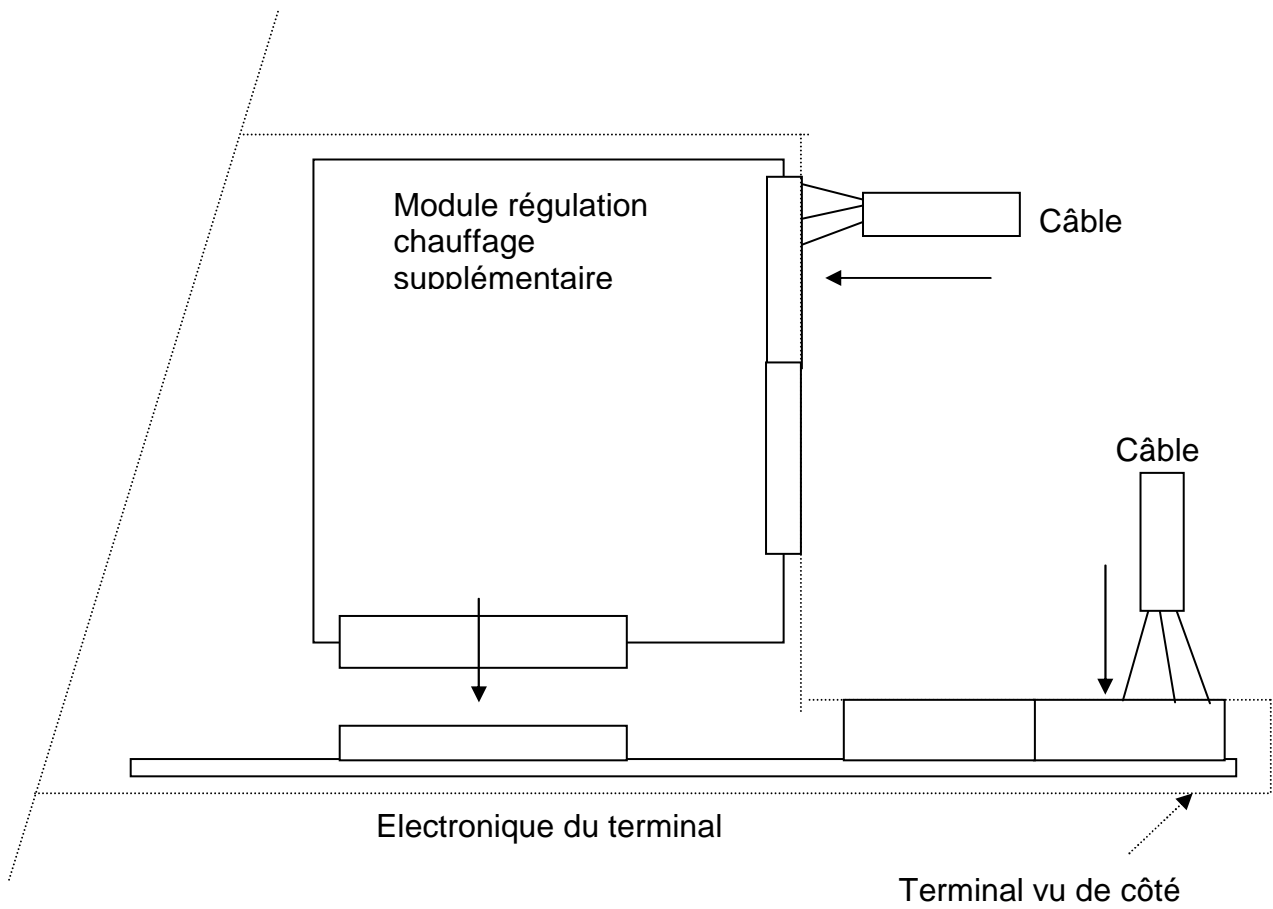 Module régulation
chauffage
supplémentaire
Câble
Câble
Electronique du terminal
Terminal vu de côté